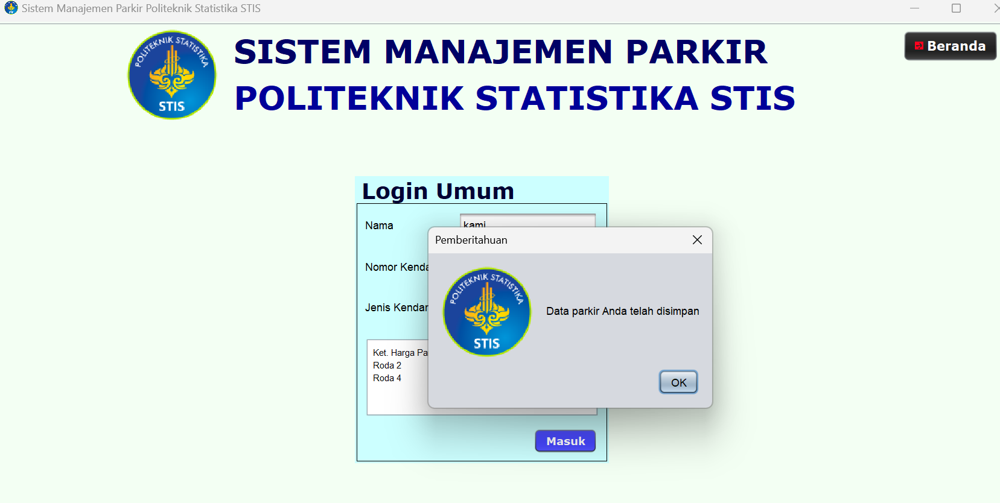 Sistem Manajemen Parkir Politeknik Statistika STIS
POLITEKNIK STATISTIKA
STIS
SISTEM MANAJEMEN PARKIR
POLITEKNIK STATISTIKA STIS
Beranda
Login Umum
Nama
kami
Nomor Kenda
Jenis Kendar
Ket. Harga Pa
Roda 2
Roda 4
Masuk
Pemberitahuan
POLITEKNIK STATISTIKA
STIS
Data parkir Anda telah disimpan
OK